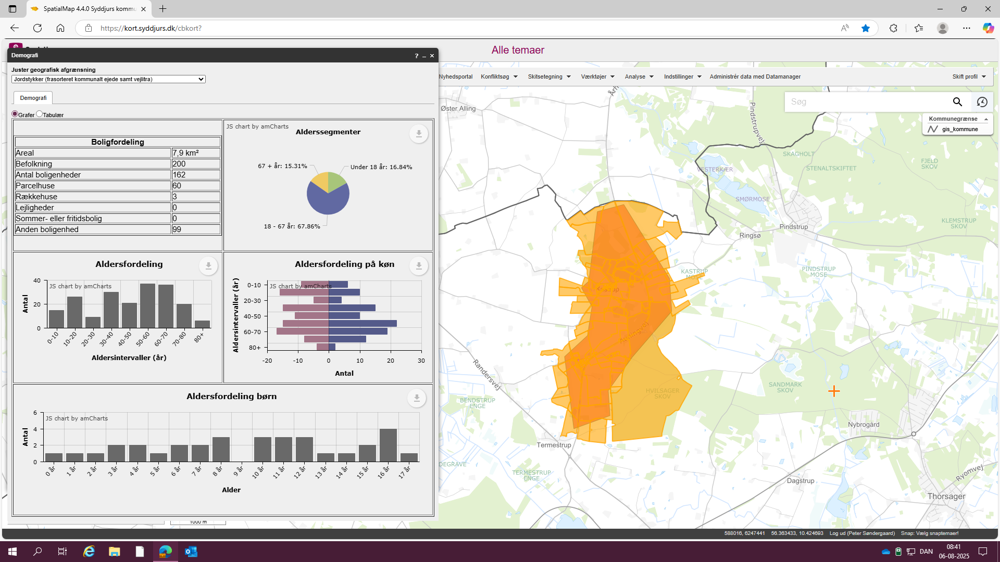 SpatialMap 4.4.0 Syddjurs kommu
https://kort.syddjurs.dk/cbkort?
Alle temaer
Demografi
? _ ×
Juster geografisk afgrænsning
Jordstykker (frasorteret kommunalt ejede samt vejlitra)
Demografi
Grafer Tabulær
Nyhedsportal Konfliktsøg Skitsetegning Værktøjer Analyse Indstillinger Administrér data med Datamanager Skift profil
Søg
Kommunegrænse
gis_kommune
Boligfordeling
Areal 7,9 km²
Befolkning 200
Antal boligenheder 162
Parcelhuse 60
Rækkehuse 3
Lejligheder 0
Sommer- eller fritidsbolig 0
Anden boligenhed 99
JS chart by amCharts
Alderssegmenter
67 + år: 15.31%
Under 18 år: 16.84%
18 - 67 år: 67.86%
Aldersfordeling
JS chart by amCharts
Antal
40
20
0
0-10 10-20 20-30 30-40 40-50 50-60 60-70 70-80 80+
Aldersintervaller (år)
Aldersfordeling på køn
JS chart by amCharts
Aldersintervaller (år)
0-10
20-30
40-50
60-70
80+
-20 -10 0 10 20 30
Antal
Aldersfordeling børn
JS chart by amCharts
Antal
6
4
2
0
0 år 1 år 2 år 3 år 4 år 5 år 6 år 7 år 8 år 9 år 10 år 11 år 12 år 13 år 14 år 15 år 16 år 17 år
Alder
1000 m
Øster Alling
Århu
Pindstrupvej
SKAGHOLT
STENALTSKIFTET
FJELD
SKOV
VESTERKÆR
SMØRMOSE
KLEMSTRUP
SKOV
Pindstrup
Ringsø
KASTRUP
MOSE
PINDSTRUP
MOSE
Randersvej
SANDMARK
SKOV
HVILSAGER
SKOV
BENDSTRUP
ENGE
Nybrogård
Termestrup
DEGRAVE
TERMESTRUP
ENGE
Dagstrup
Ryomvej
Thorsager
588016, 6247441 56.363433, 10.424693 Log ud (Peter Søndergaard) Snap: Vælg snaptemaer!
DAN
08:41
06-08-2025